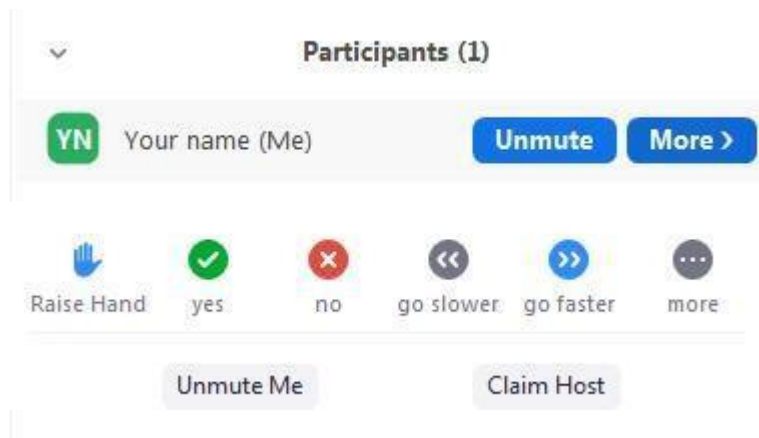 Participants (1)
YN Your name (Me) Unmute More >
Raise Hand yes no go slower go faster more
Unmute Me Claim Host